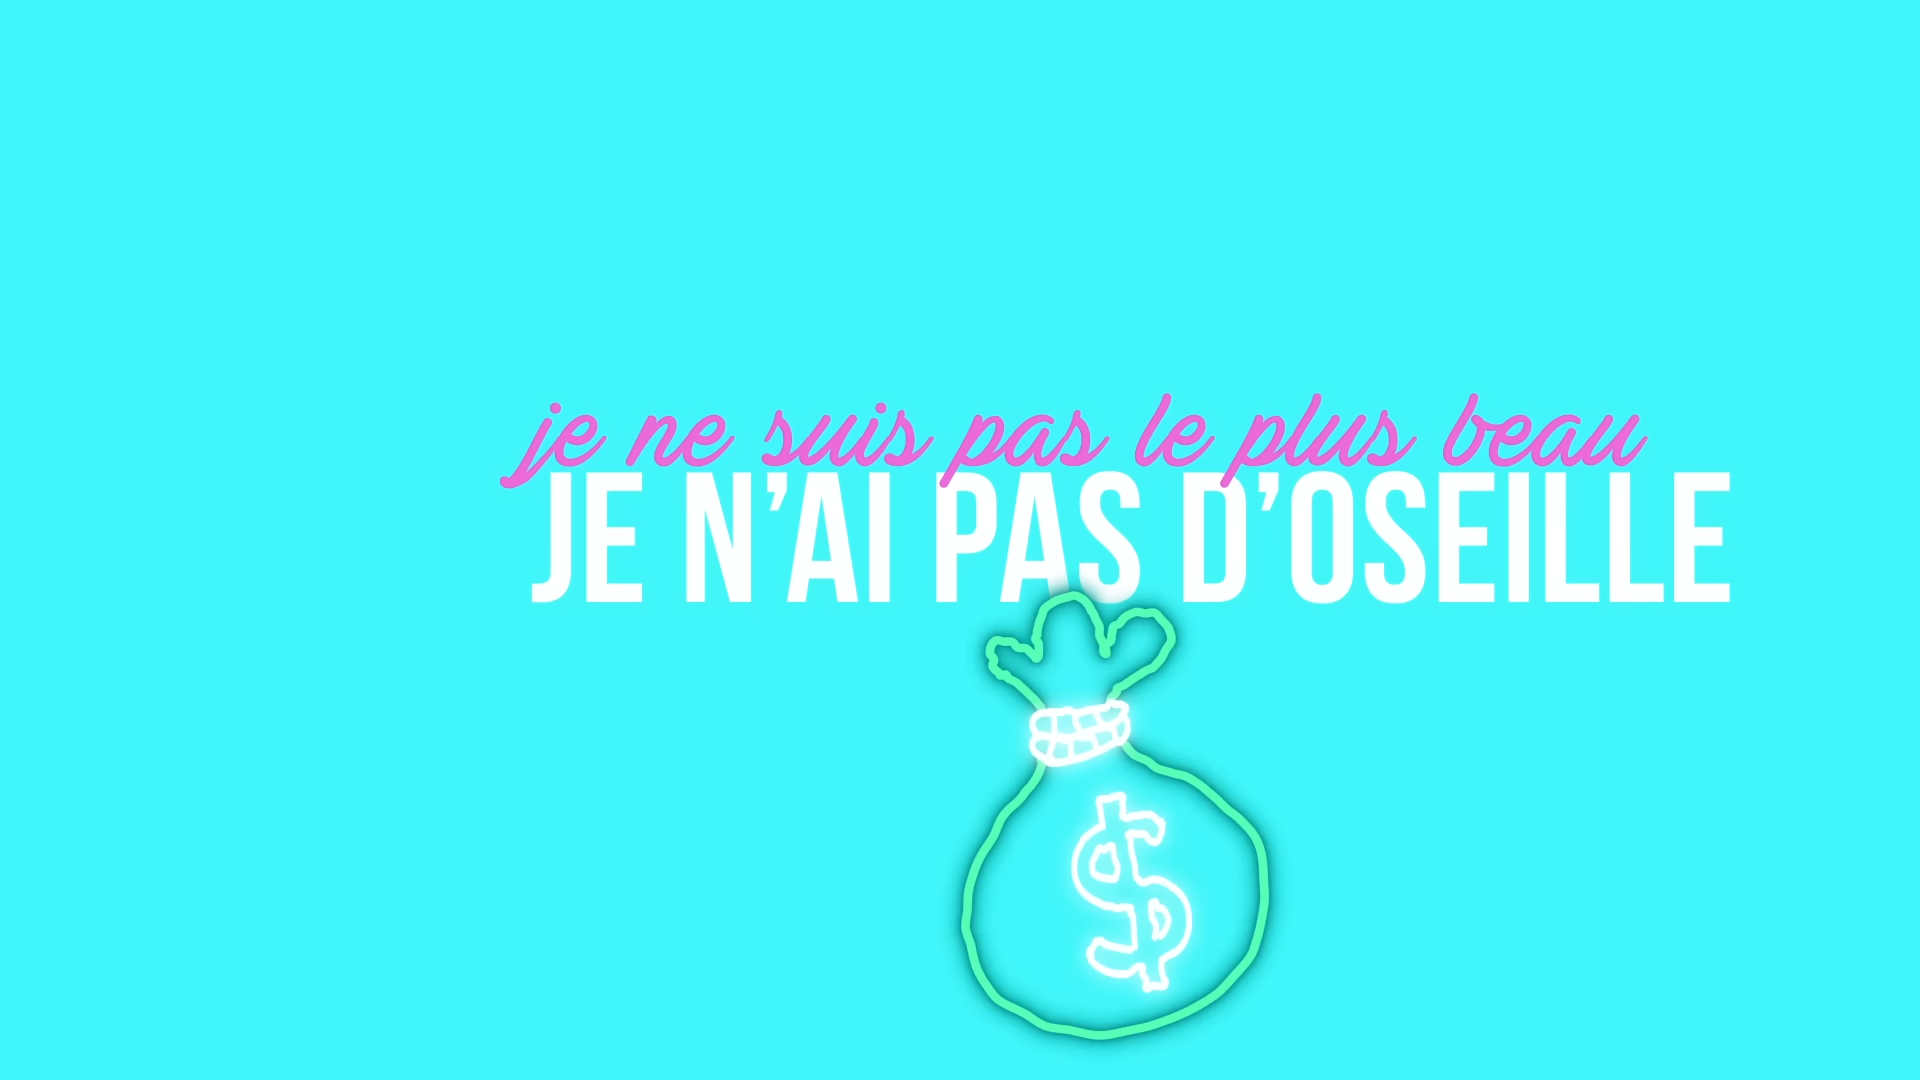 je ne suis pas le plus beau
JE N’AI PAS D’OSEILLE
$